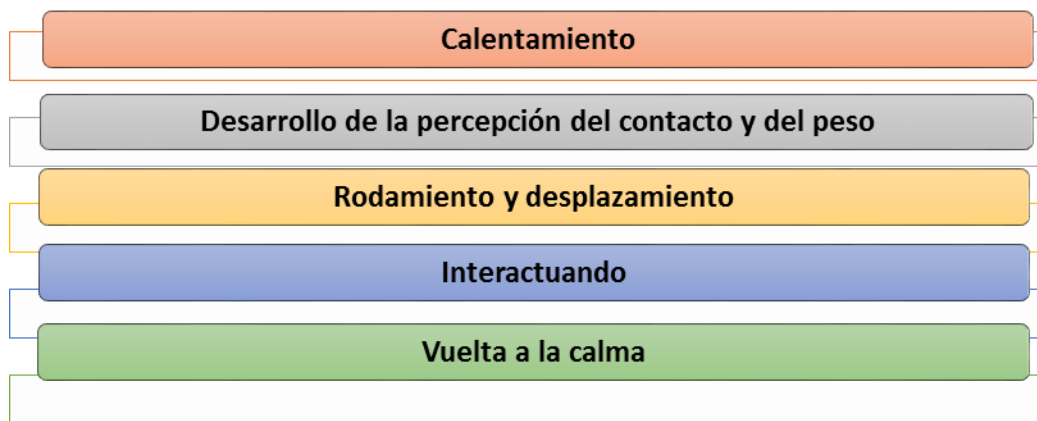 Calentamiento
Desarrollo de la percepción del contacto y del peso
Rodamiento y desplazamiento
Interactuando
Vuelta a la calma